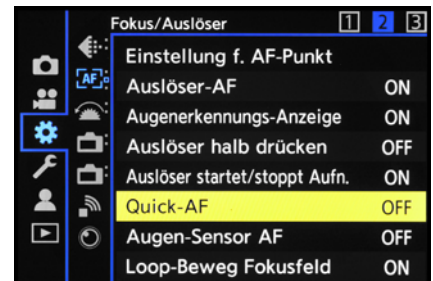 Fokus/Auslöser 1 2 3
Einstellung f. AF-Punkt
AF
Auslöser-AF ON
Augenerkennungs-Anzeige ON
Auslöser halb drücken OFF
Auslöser startet/stoppt Aufn. ON
Quick-AF OFF
Augen-Sensor AF OFF
Loop-Beweg Fokusfeld ON